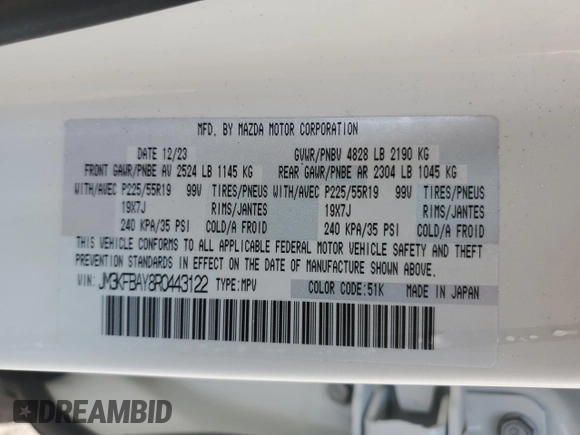 MFD. BY MAZDA MOTOR CORPORATION
DATE 12/23 GVWR/PNBV 4828 LB 2190 KG
FRONT GAWR/PNBE AV 2524 LB 1145 KG REAR GAWR/PNBE AR 2304 LB 1045 KG
WITH/AVEC P225/55R19 99V TIRES/PNEUS WITH/AVEC P225/55R19 99V TIRES/PNEUS
19X7J RIMS/JANTES 19X7J RIMS/JANTES
240 KPA/35 PSI COLD/A FROID 240 KPA/35 PSI COLD/A FROID
THIS VEHICLE CONFORMS TO ALL APPLICABLE FEDERAL MOTOR VEHICLE SAFETY AND THEFT
PREVENTION STANDARDS IN EFFECT ON THE DATE OF MANUFACTURE SHOWN ABOVE.
VIN: JM3KFBAY8R0443122 TYPE:MPV COLOR CODE:51K MADE IN JAPAN
DREAMBID